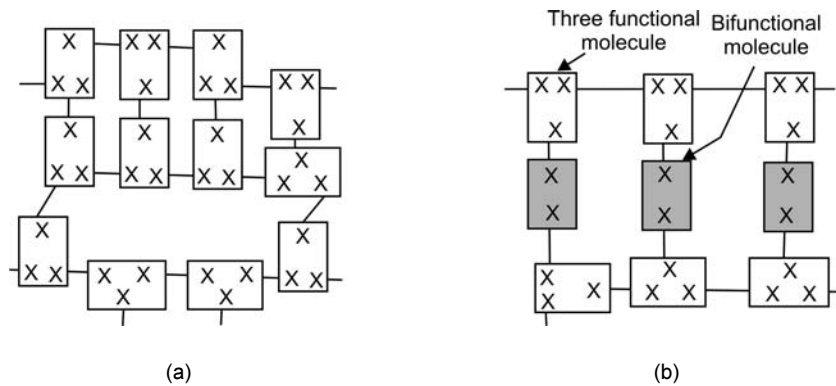 X X X X
X X X X X
X X
X
X X X
X X X X X X
X
X X
X X
X X X X
X X X X
X X
(a)
Three functional
molecule
Bifunctional
molecule
X X X X X X
X X X
X X X
X X X
X X X
X X X X X X
X
(b)